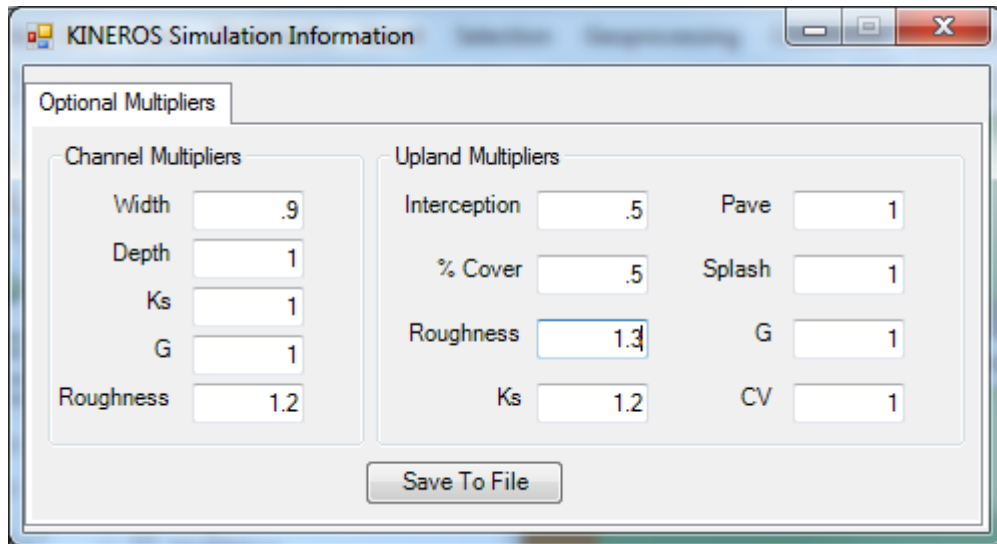 KINEROS Simulation Information
Optional Multipliers
Channel Multipliers
Width .9
Depth 1
Ks 1
G 1
Roughness 1.2
Upland Multipliers
Interception .5 Pave 1
% Cover .5 Splash 1
Roughness 1.3 G 1
Ks 1.2 CV 1
Save To File